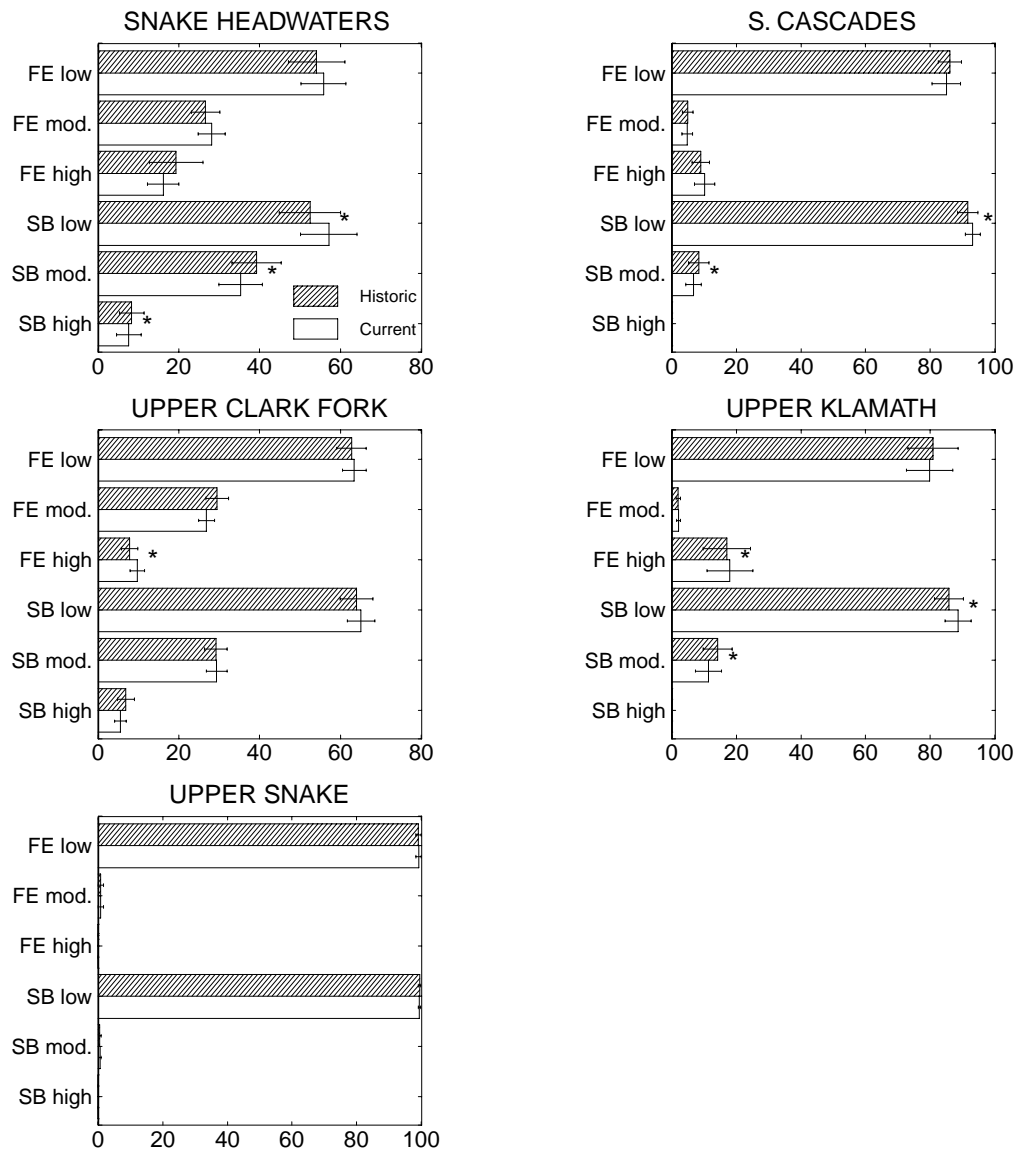 SNAKE HEADWATERS
FE low
FE mod.
FE high
SB low
*
SB mod.
*
Historic
SB high
*
Current
0 20 40 60 80
S. CASCADES
FE low
FE mod.
FE high
SB low
*
SB mod.
*
SB high
0 20 40 60 80 100
UPPER CLARK FORK
FE low
FE mod.
FE high
*
SB low
SB mod.
SB high
0 20 40 60 80
UPPER KLAMATH
FE low
FE mod.
FE high
*
SB low
*
SB mod.
*
SB high
0 20 40 60 80 100
UPPER SNAKE
FE low
FE mod.
FE high
SB low
SB mod.
SB high
0 20 40 60 80 100